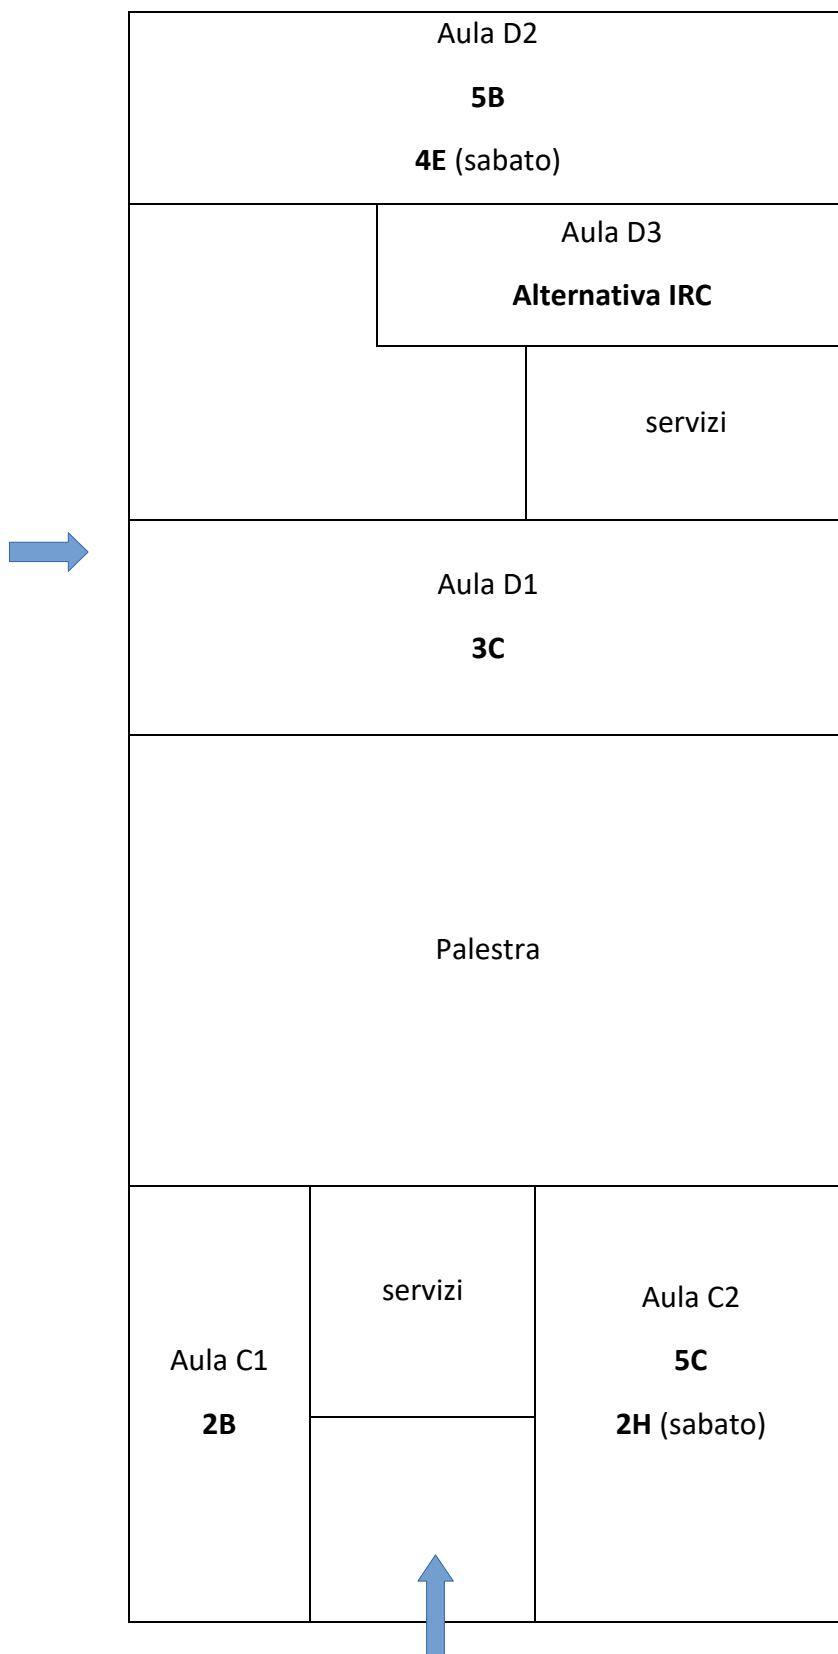 Aula D2
5B
4E (sabato)
Aula D3
Alternativa IRC
servizi
Aula D1
3C
Palestra
servizi
Aula C2
5C
2H (sabato)
Aula C1
2B